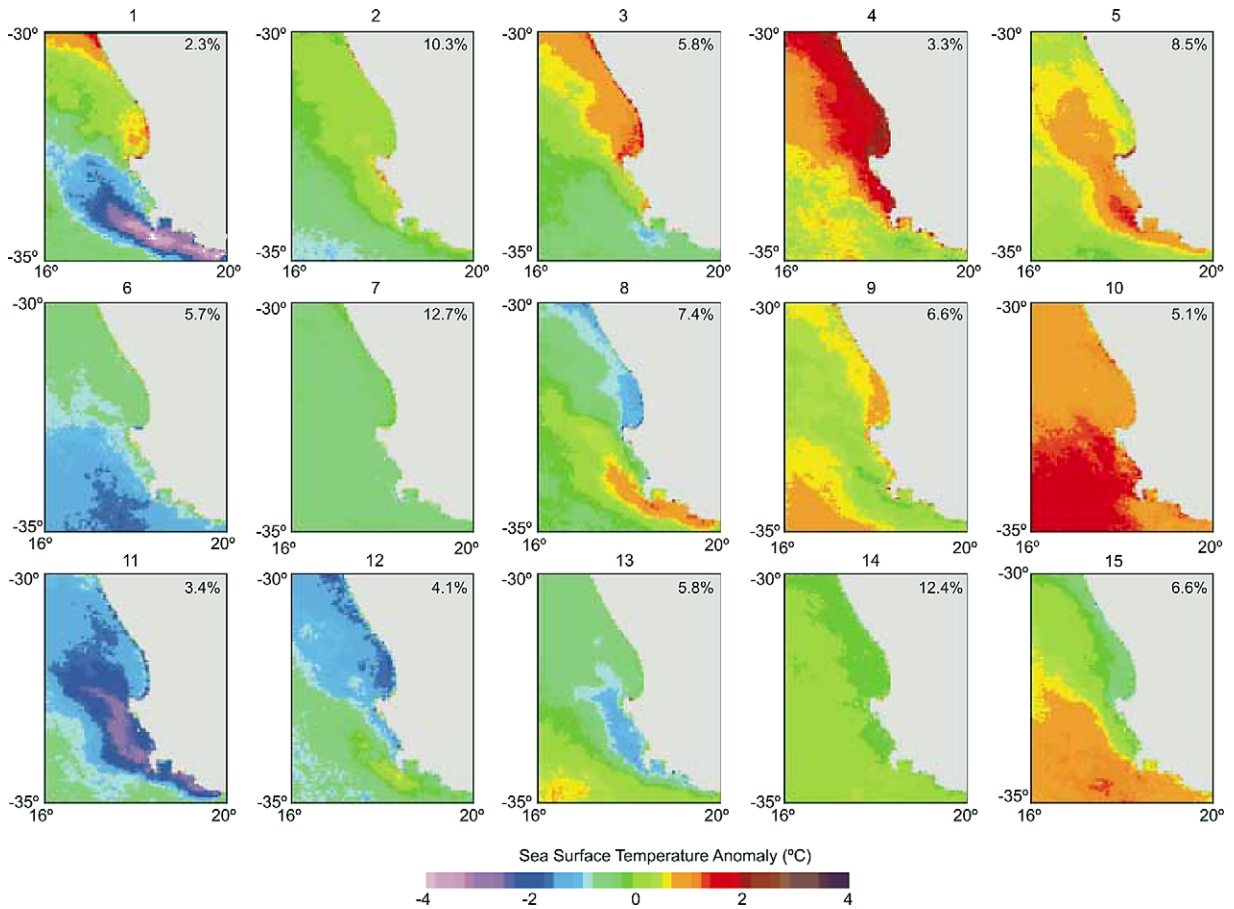 1 2 3 4 5
-30º 2.3% -30º 10.3% -30º 5.8% -30º 3.3% -30º 8.5%
-35º -35º -35º -35º -35º
16º 20º 16º 20º 16º 20º 16º 20º 16º 20º
6 7 8 9 10
-30º 5.7% -30º 12.7% -30º 7.4% -30º 6.6% -30º 5.1%
-35º -35º -35º -35º -35º
16º 20º 16º 20º 16º 20º 16º 20º 16º 20º
11 12 13 14 15
-30º 3.4% -30º 4.1% -30º 5.8% -30º 12.4% -30º 6.6%
-35º -35º -35º -35º -35º
16º 20º 16º 20º 16º 20º 16º 20º 16º 20º
Sea Surface Temperature Anomaly (ºC)
-4 -2 0 2 4